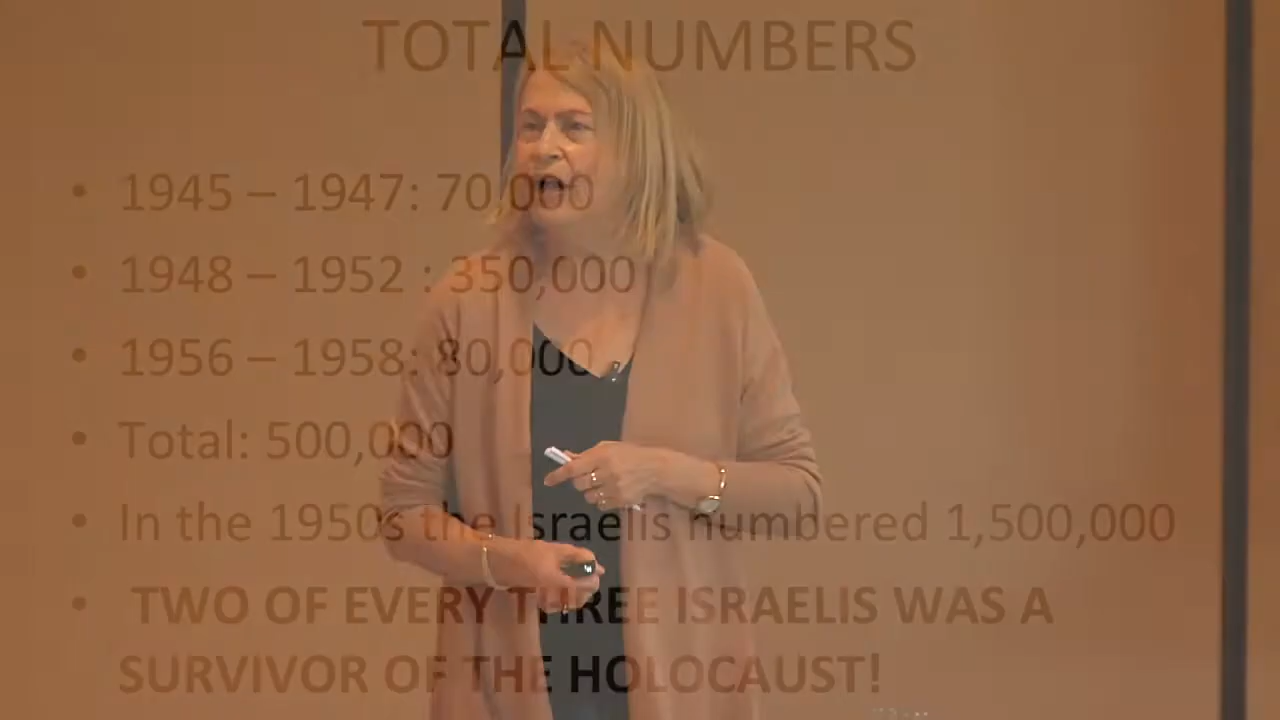 TOTAL NUMBERS
• 1945 – 1947: 70,000
• 1948 – 1952 : 350,000
• 1956 – 1958: 80,000
• Total: 500,000
• In the 1950s the Israelis numbered 1,500,000
• TWO OF EVERY THREE ISRAELIS WAS A
SURVIVOR OF THE HOLOCAUST!